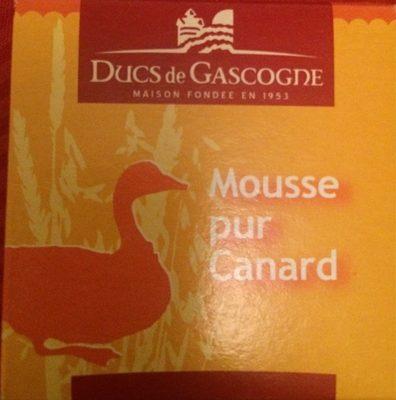 Ducs de Gascogne
MAISON FONDEE EN 1953
Mousse
pur
Canard